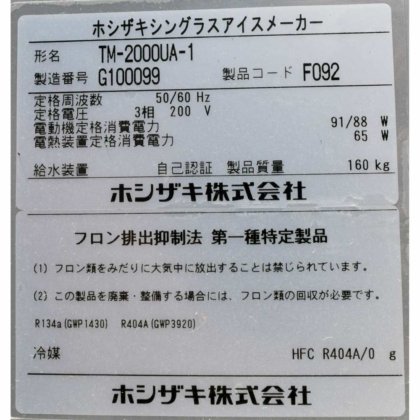 ホシザキシングラスアイスメーカー
形名 TM-2000UA-1
製造番号 G100099 製品コード F092
定格周波数 50/60 Hz
定格電圧 3相 200 V
電動機定格消費電力 91/88 W
電熱装置定格消費電力 65 W
給水装置 自己認証 製品質量 160 kg
ホシザキ株式会社
フロン排出抑制法 第一種特定製品
(1) フロン類をみだりに大気中に放出することは禁じられています。
(2) この製品を廃棄・整備する場合には、フロン類の回収が必要です。
R134a(GWP1430) R404A(GWP3920)
冷媒 HFC R404A/0 g
ホシザキ株式会社